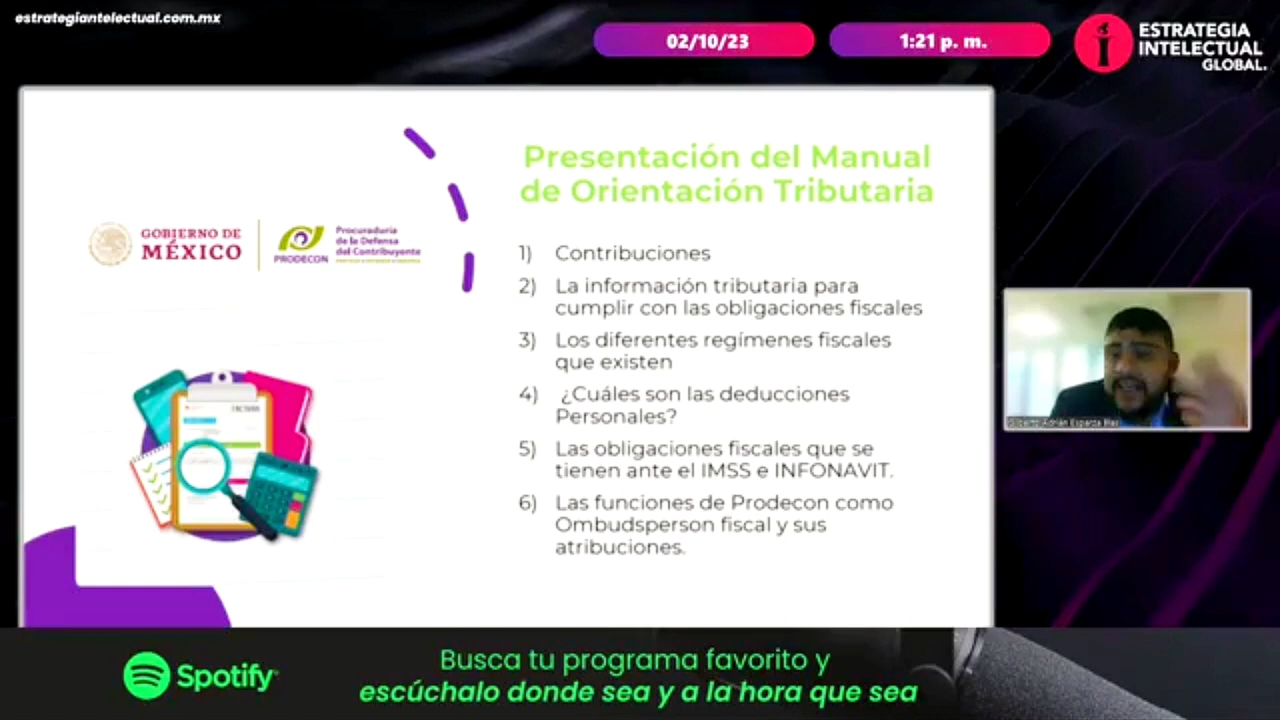 estrategiantelectual.com.mx
02/10/23
1:21 p. m.
ESTRATEGIA
INTELECTUAL
GLOBAL.
GOBIERNO DE
MÉXICO
PRODECON
Procuraduría
de la Defensa
del Contribuyente
Presentación del Manual
de Orientación Tributaria
1) Contribuciones
2) La información tributaria para
cumplir con las obligaciones fiscales
3) Los diferentes regímenes fiscales
que existen
4) ¿Cuáles son las deducciones
Personales?
5) Las obligaciones fiscales que se
tienen ante el IMSS e INFONAVIT.
6) Las funciones de Prodecon como
Ombudsperson fiscal y sus
atribuciones.
Adrian Esparza
Spotify
Busca tu programa favorito y
escúchalo donde sea y a la hora que sea